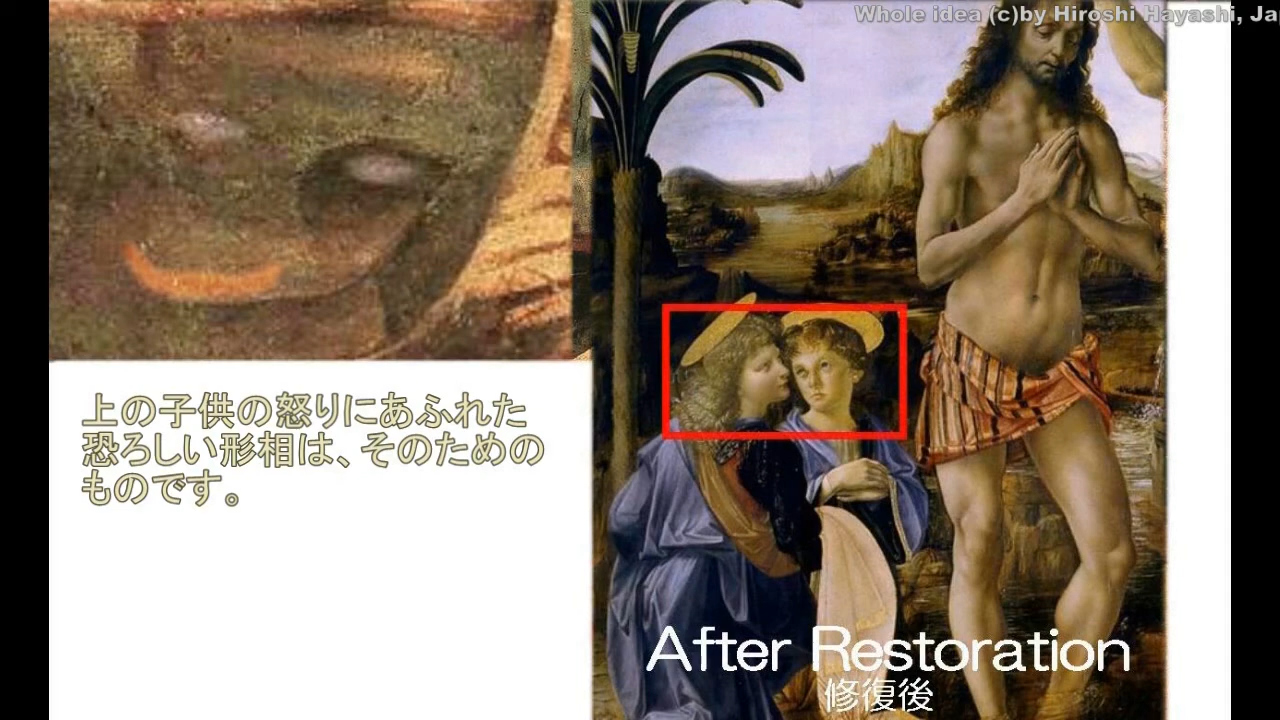 Whole idea (c)by Hiroshi Hayashi, Ja
上の子供の怒りにあふれた
恐ろしい形相は、そのための
ものです。
After Restoration
修復後